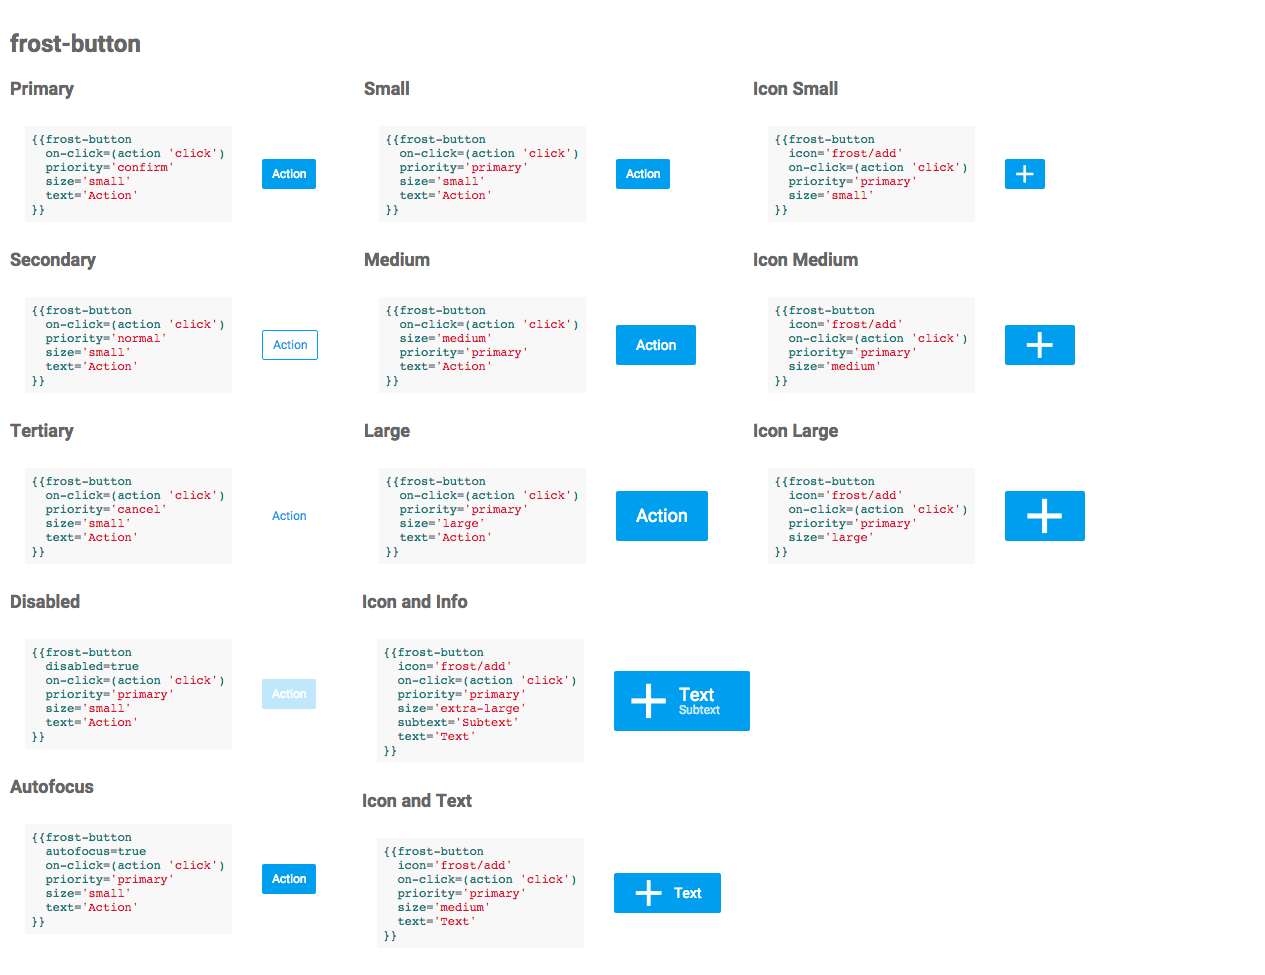 frost-button
Primary
{{frost-button
  on-click=(action 'click')
  priority='confirm'
  size='small'
  text='Action'
}}
Action
Secondary
{{frost-button
  on-click=(action 'click')
  priority='normal'
  size='small'
  text='Action'
}}
Action
Tertiary
{{frost-button
  on-click=(action 'click')
  priority='cancel'
  size='small'
  text='Action'
}}
Action
Disabled
{{frost-button
  disabled=true
  on-click=(action 'click')
  priority='primary'
  size='small'
  text='Action'
}}
Action
Autofocus
{{frost-button
  autofocus=true
  on-click=(action 'click')
  priority='primary'
  size='small'
  text='Action'
}}
Action
Small
{{frost-button
  on-click=(action 'click')
  priority='primary'
  size='small'
  text='Action'
}}
Action
Medium
{{frost-button
  on-click=(action 'click')
  size='medium'
  priority='primary'
  text='Action'
}}
Action
Large
{{frost-button
  on-click=(action 'click')
  priority='primary'
  size='large'
  text='Action'
}}
Action
Icon and Info
{{frost-button
  icon='frost/add'
  on-click=(action 'click')
  priority='primary'
  size='extra-large'
  subtext='Subtext'
  text='Text'
}}
Text
Subtext
Icon and Text
{{frost-button
  icon='frost/add'
  on-click=(action 'click')
  priority='primary'
  size='medium'
  text='Text'
}}
Text
Icon Small
{{frost-button
  icon='frost/add'
  on-click=(action 'click')
  priority='primary'
  size='small'
}}
Icon Medium
{{frost-button
  icon='frost/add'
  on-click=(action 'click')
  priority='primary'
  size='medium'
}}
Icon Large
{{frost-button
  icon='frost/add'
  on-click=(action 'click')
  priority='primary'
  size='large'
}}